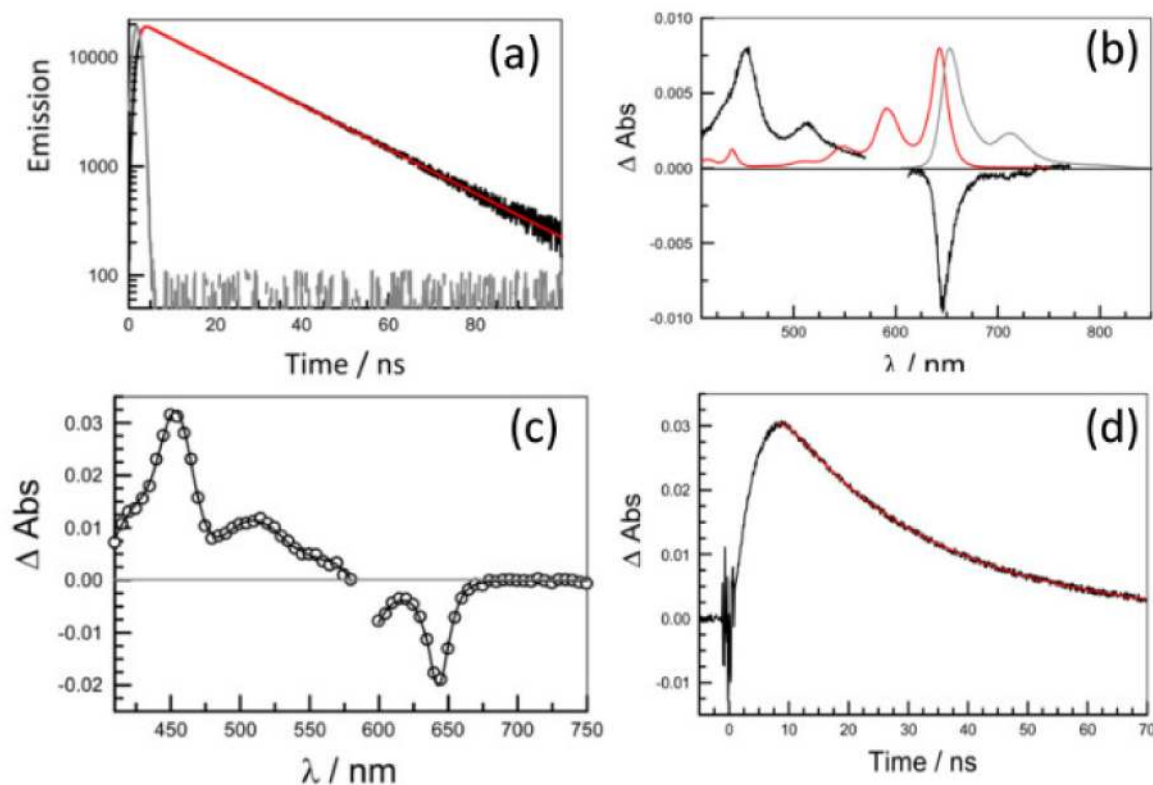 (a)
10000
1000
100
Emission
0 20 40 60 80
Time / ns
(b)
0.010
0.005
0.000
-0.005
-0.010
Δ Abs
500 600 700 800
λ / nm
(c)
0.03
0.02
0.01
0.00
-0.01
-0.02
Δ Abs
450 500 550 600 650 700 750
λ / nm
(d)
0.03
0.02
0.01
0.00
-0.01
Δ Abs
0 10 20 30 40 50 60 70
Time / ns